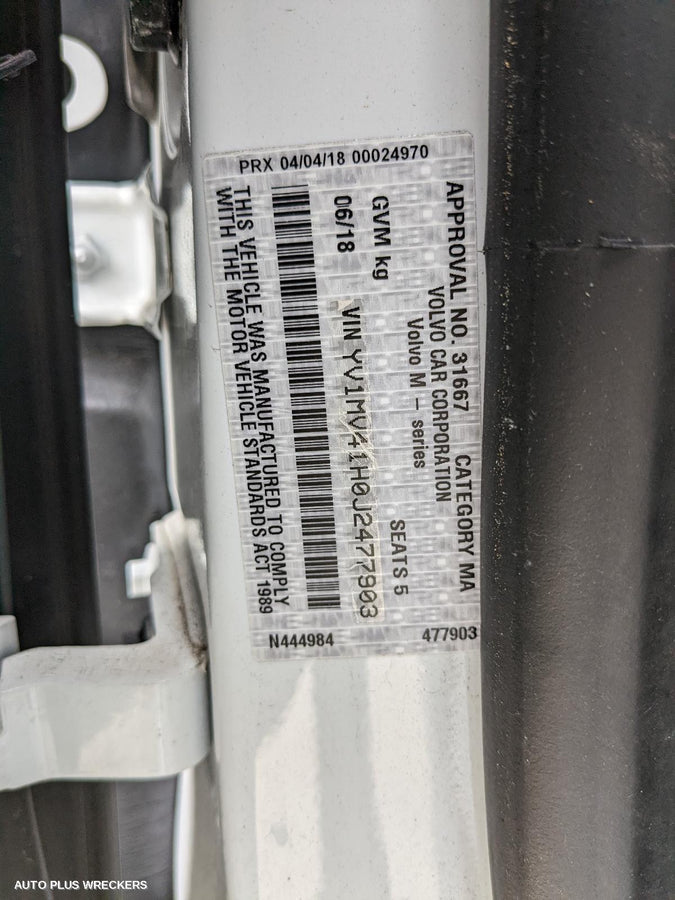 PRX 04/04/18 00024970
APPROVAL NO. 31667 CATEGORY MA
VOLVO CAR CORPORATION
Volvo M – series
GVM kg SEATS 5
06/18 VIN YV1MV41H0J2477903
THIS VEHICLE WAS MANUFACTURED TO COMPLY
WITH THE MOTOR VEHICLE STANDARDS ACT 1989
N444984 477903
AUTO PLUS WRECKERS